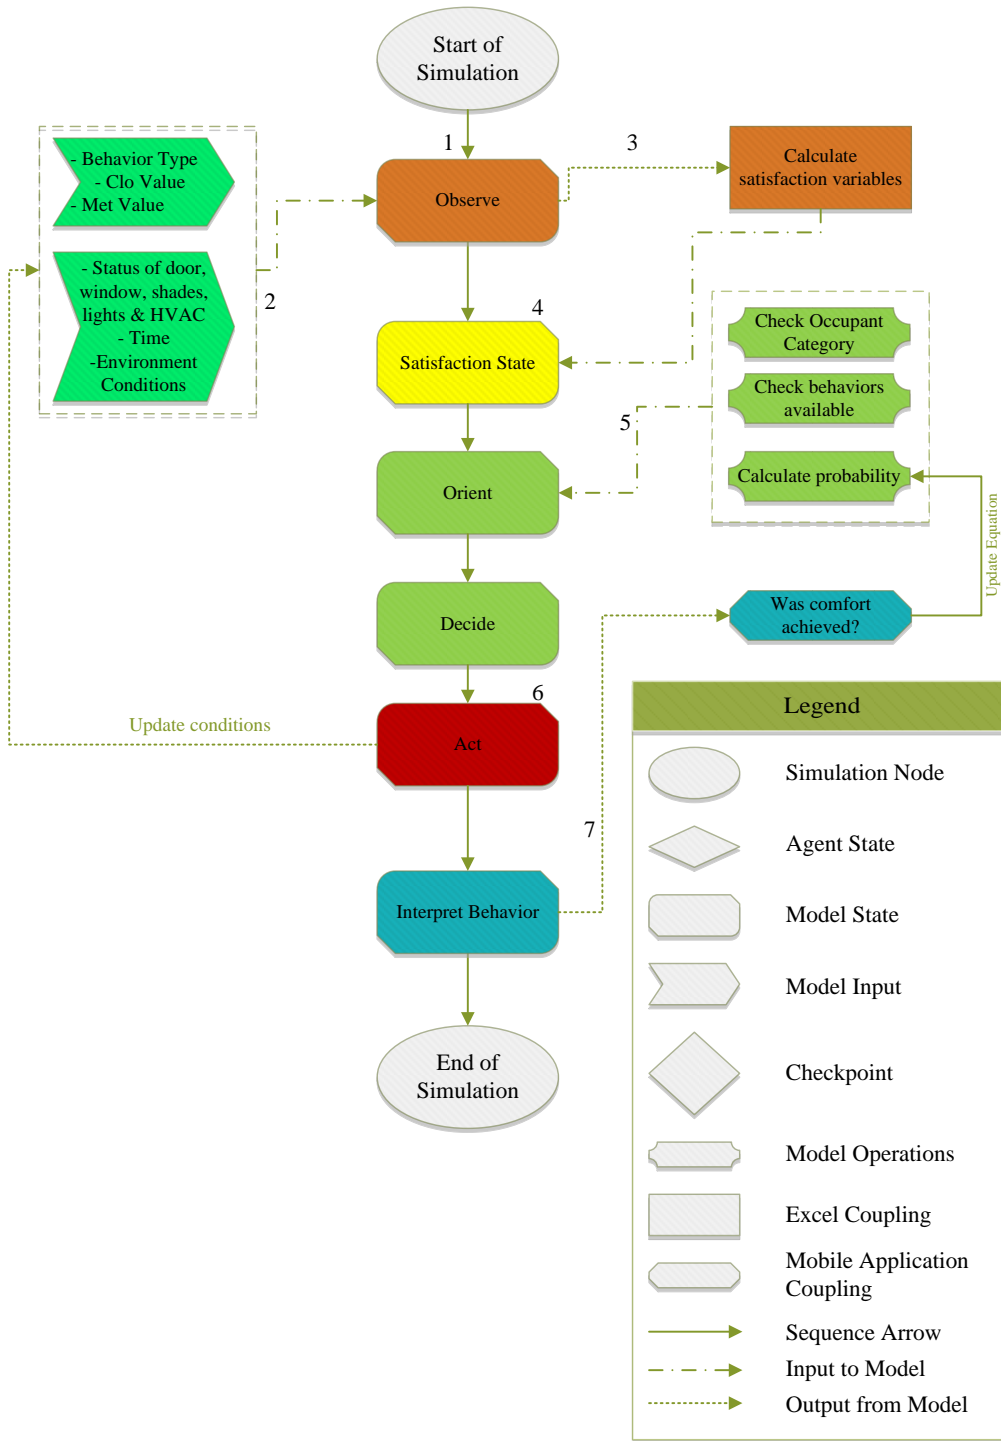 Start of
Simulation
1
3
- Behavior Type
- Clo Value
- Met Value
Observe
Calculate
satisfaction variables
- Status of door,
window, shades,
lights & HVAC
- Time
-Environment
Conditions
2
4
Satisfaction State
Check Occupant
Category
Check behaviors
available
5
Calculate probability
Orient
Update Equation
Decide
Was comfort
achieved?
6
Update conditions
Act
7
Interpret Behavior
End of
Simulation
Legend
Simulation Node
Agent State
Model State
Model Input
Checkpoint
Model Operations
Excel Coupling
Mobile Application
Coupling
Sequence Arrow
Input to Model
Output from Model